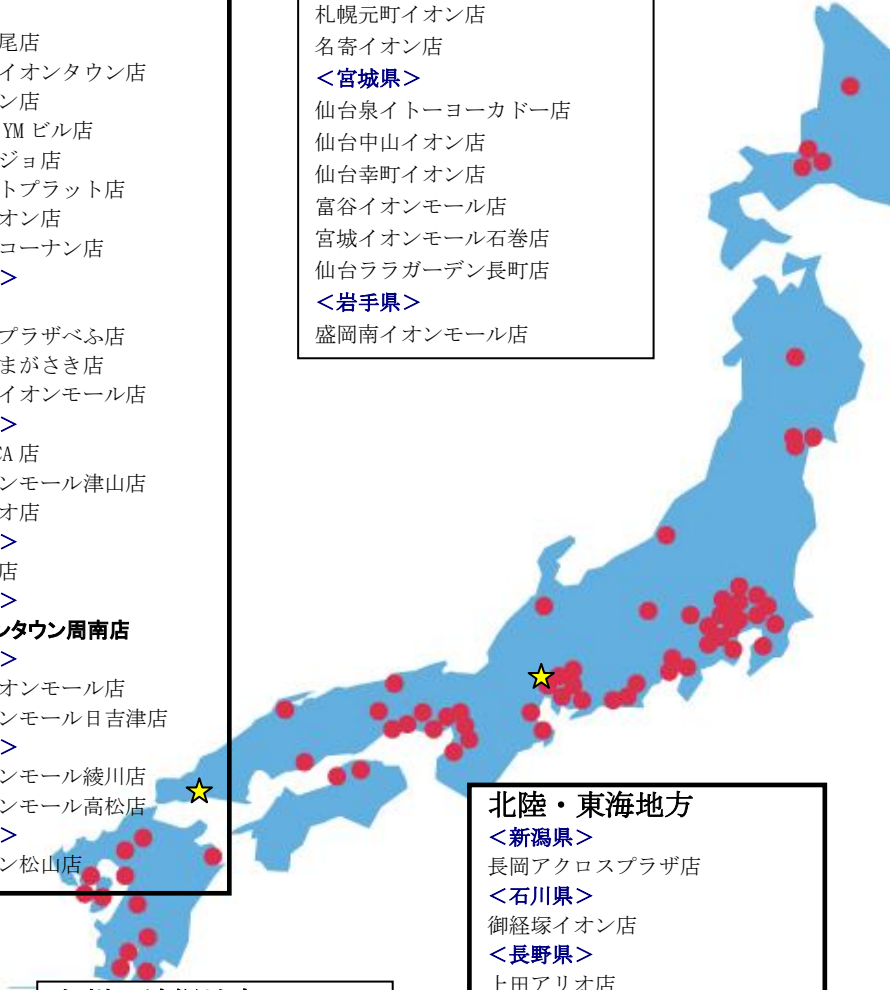 尾店
イオンタウン店
ン店
YM ビル店
ジョ店
トプラット店
オン店
コーナン店
＞
プラザべふ店
まがさき店
イオンモール店
＞
CA 店
ンモール津山店
オ店
＞
店
＞
ンタウン周南店
＞
オンモール店
ンモール日吉津店
＞
ンモール綾川店
ンモール高松店
＞
ン松山店
札幌元町イオン店
名寄イオン店
＜宮城県＞
仙台泉イトーヨーカドー店
仙台中山イオン店
仙台幸町イオン店
富谷イオンモール店
宮城イオンモール石巻店
仙台ララガーデン長町店
＜岩手県＞
盛岡南イオンモール店
北陸・東海地方
＜新潟県＞
長岡アクロスプラザ店
＜石川県＞
御経塚イオン店
＜長野県＞
上田アリオ店